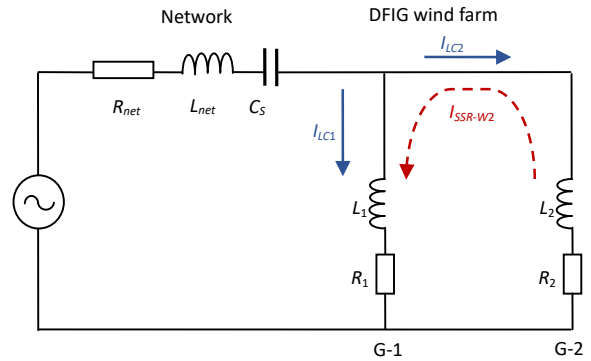 Network
DFIG wind farm
I_LC2
R_net
L_net
C_S
I_LC1
I_SSR-W2
L_1
L_2
R_1
R_2
G-1
G-2